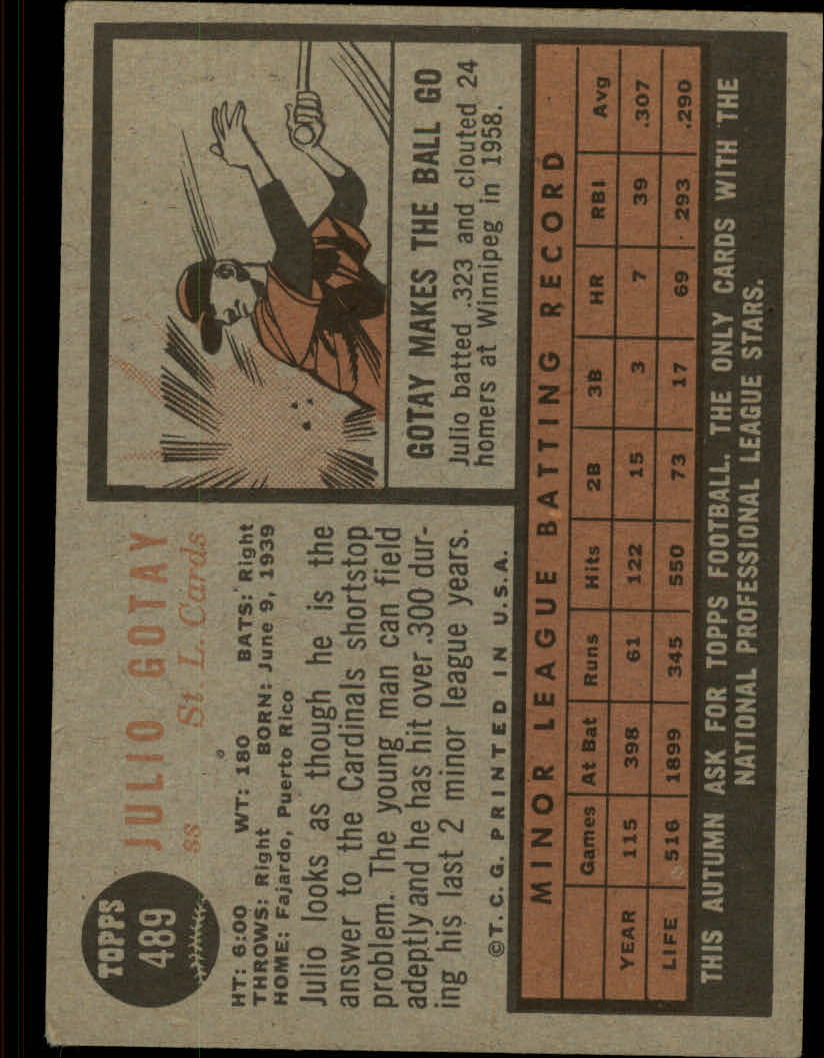 TOPPS
489
JULIO GOTAY
ss St. L. Cards
HT: 6:00 WT: 180 BATS: Right
THROWS: Right BORN: June 9, 1939
HOME: Fajardo, Puerto Rico
Julio looks as though he is the
answer to the Cardinals shortstop
problem. The young man can field
adeptly and he has hit over .300 dur-
ing his last 2 minor league years.
©T. C. G. PRINTED IN U.S.A.
GOTAY MAKES THE BALL GO
Julio batted .323 and clouted 24
homers at Winnipeg in 1958.
MINOR LEAGUE BATTING RECORD
Games At Bat Runs Hits 2B 3B HR RBI Avg
YEAR 115 398 61 122 15 3 7 39 .307
LIFE 516 1899 345 550 73 17 69 293 .290
THIS AUTUMN ASK FOR TOPPS FOOTBALL. THE ONLY CARDS WITH THE
NATIONAL PROFESSIONAL LEAGUE STARS.